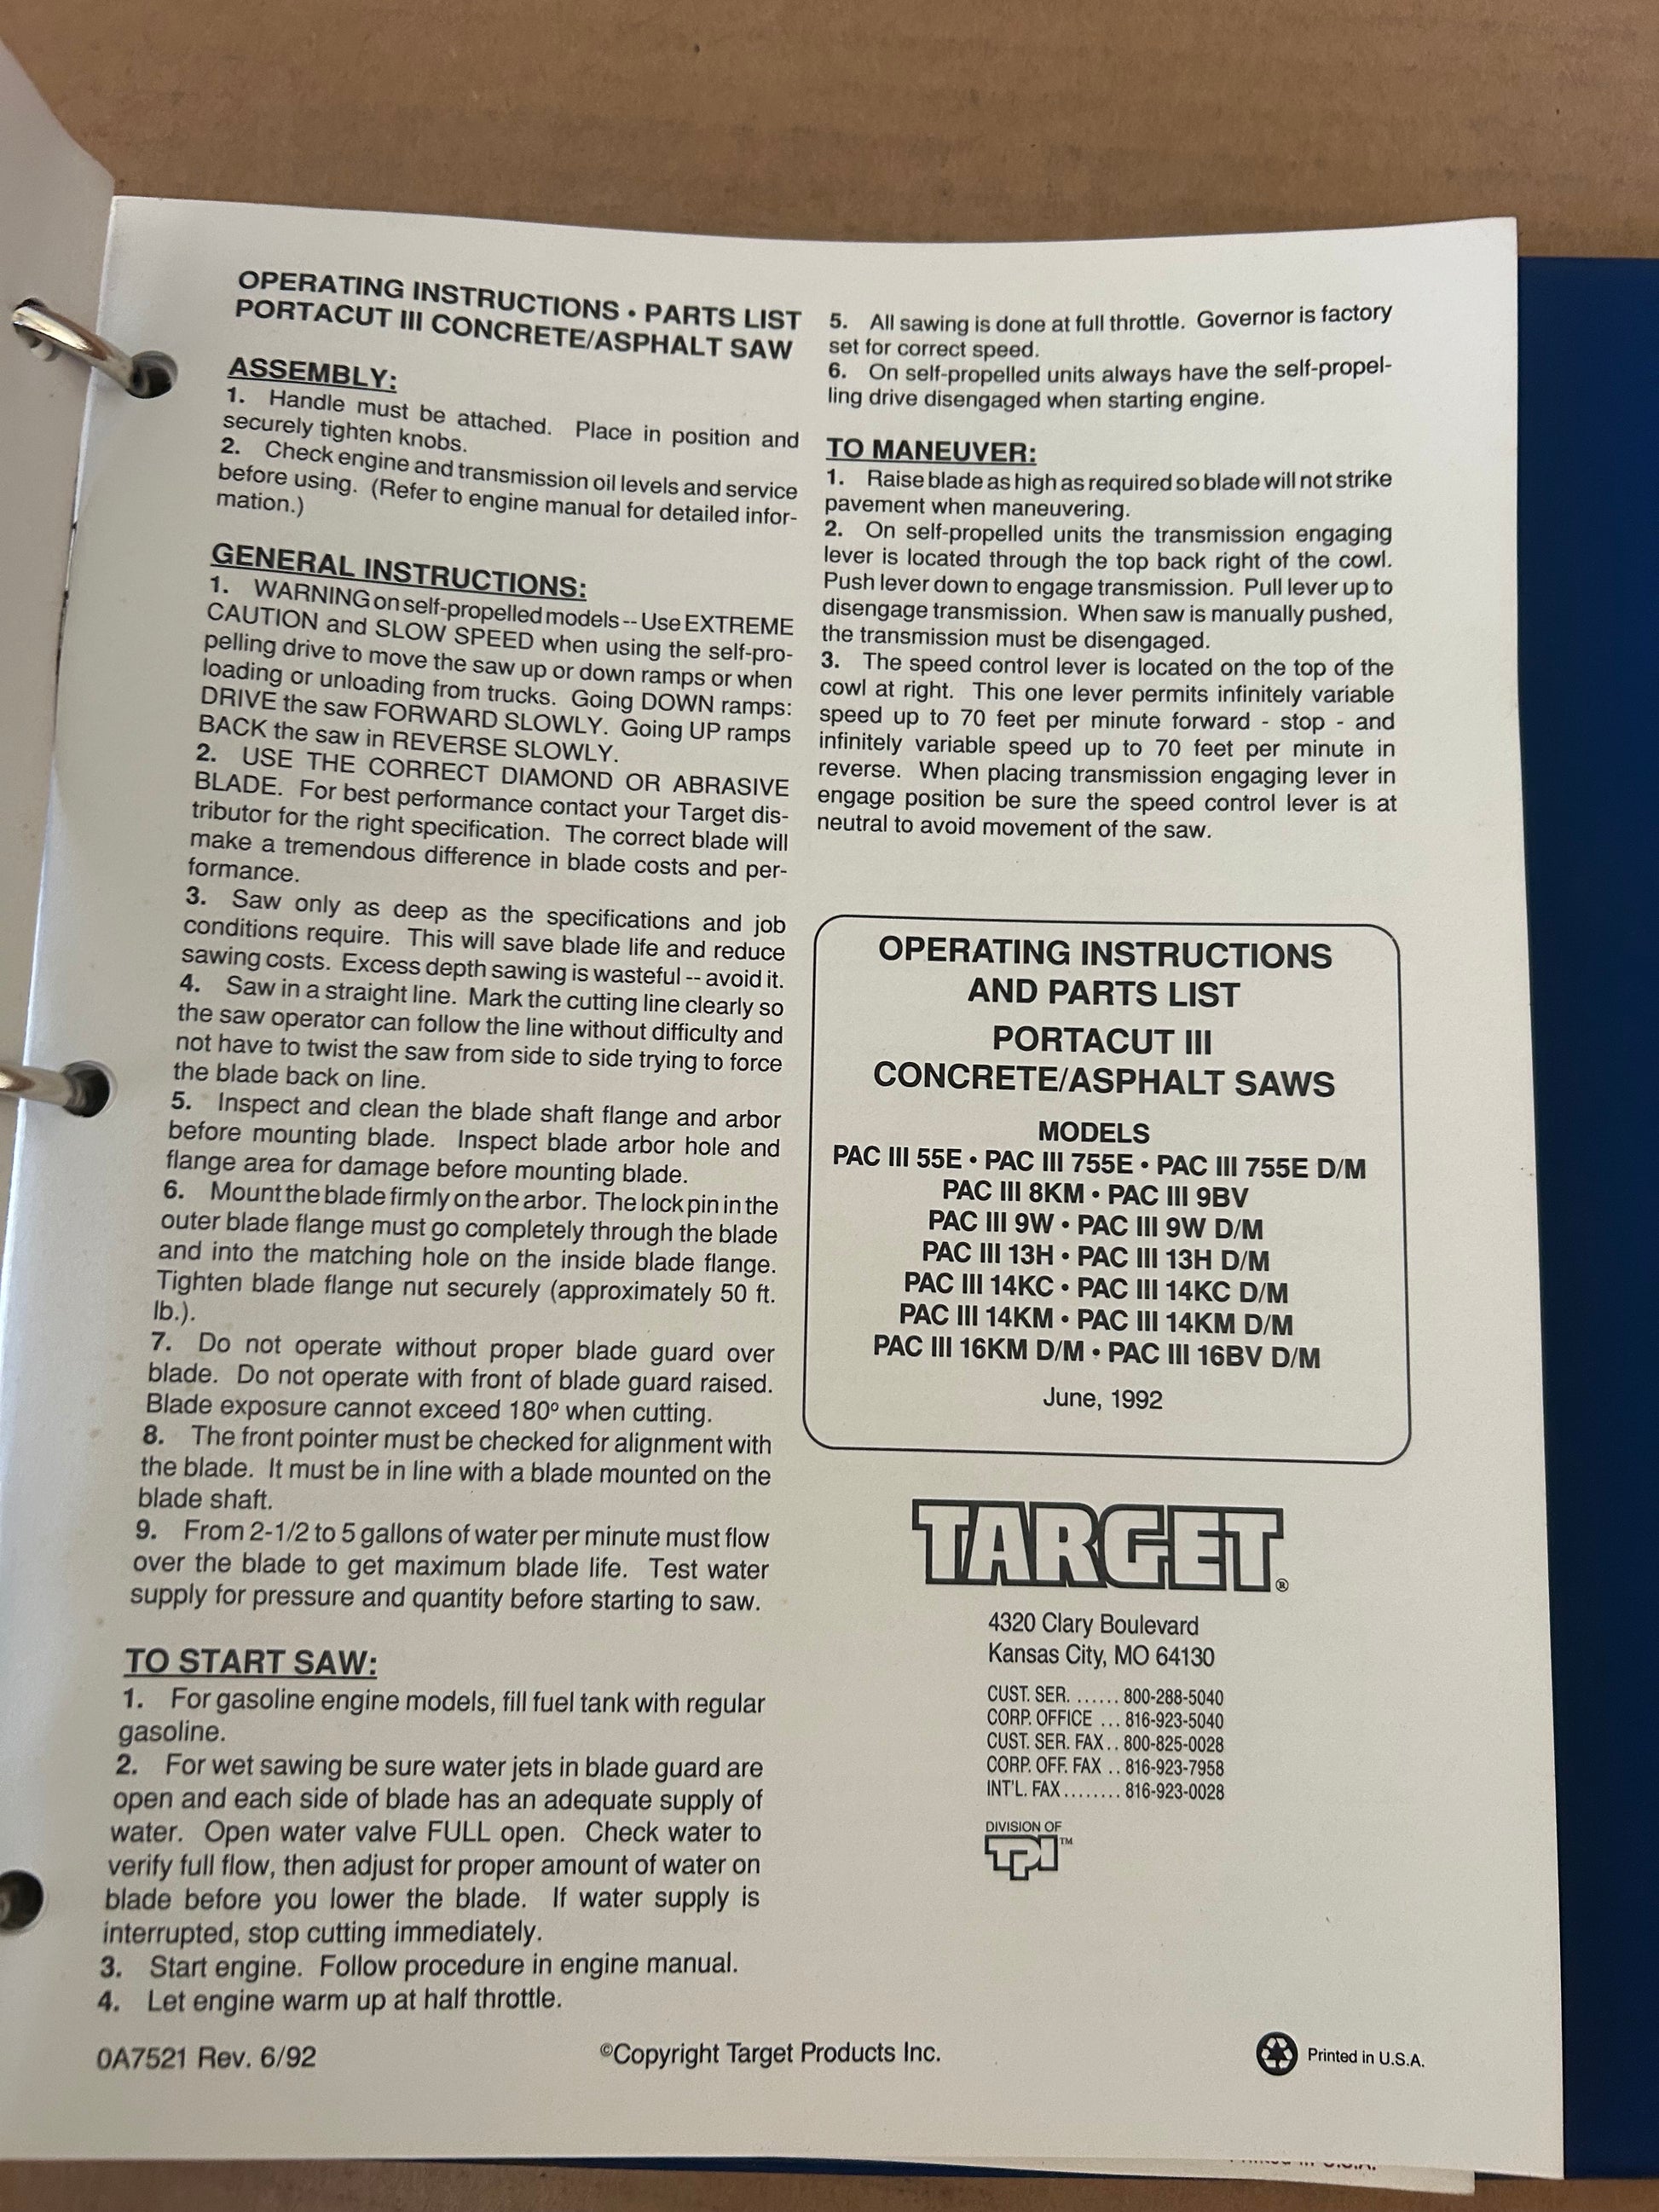 OPERATING INSTRUCTIONS • PARTS LIST
PORTACUT III CONCRETE/ASPHALT SAW
ASSEMBLY:
1. Handle must be attached. Place in position and
securely tighten knobs.
2. Check engine and transmission oil levels and service
before using. (Refer to engine manual for detailed infor-
mation.)
GENERAL INSTRUCTIONS:
1. WARNING on self-propelled models -- Use EXTREME
CAUTION and SLOW SPEED when using the self-pro-
pelling drive to move the saw up or down ramps or when
loading or unloading from trucks. Going DOWN ramps:
DRIVE the saw FORWARD SLOWLY. Going UP ramps
BACK the saw in REVERSE SLOWLY.
2. USE THE CORRECT DIAMOND OR ABRASIVE
BLADE. For best performance contact your Target dis-
tributor for the right specification. The correct blade will
make a tremendous difference in blade costs and per-
formance.
3. Saw only as deep as the specifications and job
conditions require. This will save blade life and reduce
sawing costs. Excess depth sawing is wasteful -- avoid it.
4. Saw in a straight line. Mark the cutting line clearly so
the saw operator can follow the line without difficulty and
not have to twist the saw from side to side trying to force
the blade back on line.
5. Inspect and clean the blade shaft flange and arbor
before mounting blade. Inspect blade arbor hole and
flange area for damage before mounting blade.
6. Mount the blade firmly on the arbor. The lock pin in the
outer blade flange must go completely through the blade
and into the matching hole on the inside blade flange.
Tighten blade flange nut securely (approximately 50 ft.
lb.).
7. Do not operate without proper blade guard over
blade. Do not operate with front of blade guard raised.
Blade exposure cannot exceed 180º when cutting.
8. The front pointer must be checked for alignment with
the blade. It must be in line with a blade mounted on the
blade shaft.
9. From 2-1/2 to 5 gallons of water per minute must flow
over the blade to get maximum blade life. Test water
supply for pressure and quantity before starting to saw.
TO START SAW:
1. For gasoline engine models, fill fuel tank with regular
gasoline.
2. For wet sawing be sure water jets in blade guard are
open and each side of blade has an adequate supply of
water. Open water valve FULL open. Check water to
verify full flow, then adjust for proper amount of water on
blade before you lower the blade. If water supply is
interrupted, stop cutting immediately.
3. Start engine. Follow procedure in engine manual.
4. Let engine warm up at half throttle.
5. All sawing is done at full throttle. Governor is factory
set for correct speed.
6. On self-propelled units always have the self-propel-
ling drive disengaged when starting engine.
TO MANEUVER:
1. Raise blade as high as required so blade will not strike
pavement when maneuvering.
2. On self-propelled units the transmission engaging
lever is located through the top back right of the cowl.
Push lever down to engage transmission. Pull lever up to
disengage transmission. When saw is manually pushed,
the transmission must be disengaged.
3. The speed control lever is located on the top of the
cowl at right. This one lever permits infinitely variable
speed up to 70 feet per minute forward - stop - and
infinitely variable speed up to 70 feet per minute in
reverse. When placing transmission engaging lever in
engage position be sure the speed control lever is at
neutral to avoid movement of the saw.
OPERATING INSTRUCTIONS
AND PARTS LIST
PORTACUT III
CONCRETE/ASPHALT SAWS
MODELS
PAC III 55E • PAC III 755E • PAC III 755E D/M
PAC III 8KM • PAC III 9BV
PAC III 9W • PAC III 9W D/M
PAC III 13H • PAC III 13H D/M
PAC III 14KC • PAC III 14KC D/M
PAC III 14KM • PAC III 14KM D/M
PAC III 16KM D/M • PAC III 16BV D/M
June, 1992
TARGET®
4320 Clary Boulevard
Kansas City, MO 64130
CUST. SER. ...... 800-288-5040
CORP. OFFICE ... 816-923-5040
CUST. SER. FAX.. 800-825-0028
CORP. OFF. FAX .. 816-923-7958
INT'L. FAX........ 816-923-0028
DIVISION OF
TPI™
0A7521 Rev. 6/92
©Copyright Target Products Inc.
Printed in U.S.A.